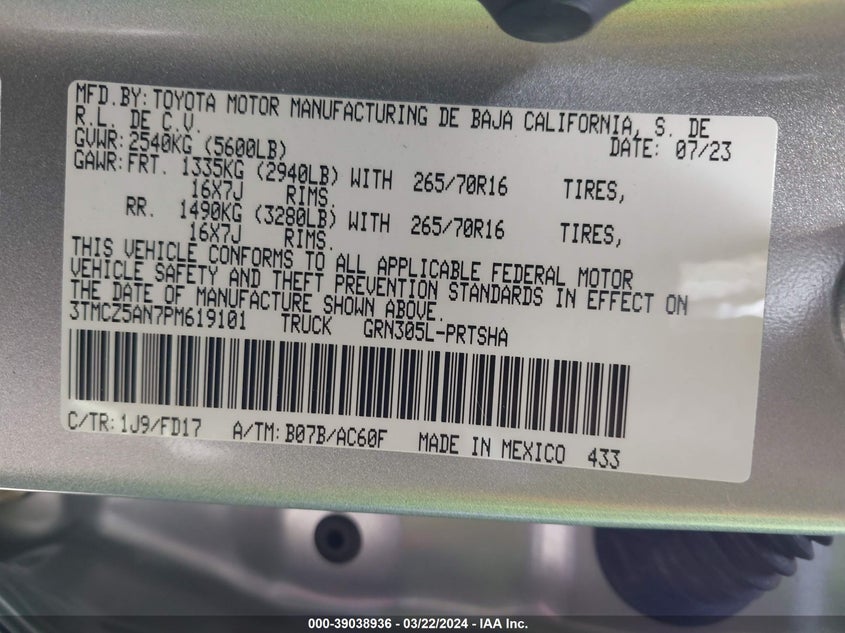 MFD.BY:TOYOTA MOTOR MANUFACTURING DE BAJA CALIFORNIA, S. DE
R.L. DE C.V. DATE: 07/23
GVWR:2540KG (5600LB)
GAWR:FRT. 1335KG (2940LB) WITH 265/70R16 TIRES,
16X7J RIMS.
RR. 1490KG (3280LB) WITH 265/70R16 TIRES,
16X7J RIMS.
THIS VEHICLE CONFORMS TO ALL APPLICABLE FEDERAL MOTOR
VEHICLE SAFETY AND THEFT PREVENTION STANDARDS IN EFFECT ON
THE DATE OF MANUFACTURE SHOWN ABOVE.
3TMCZ5AN7PM619101 TRUCK GRN305L-PRTSHA
C/TR:1J9/FD17 A/TM:B07B/AC60F MADE IN MEXICO 433
000-39038936 - 03/22/2024 - IAA Inc.